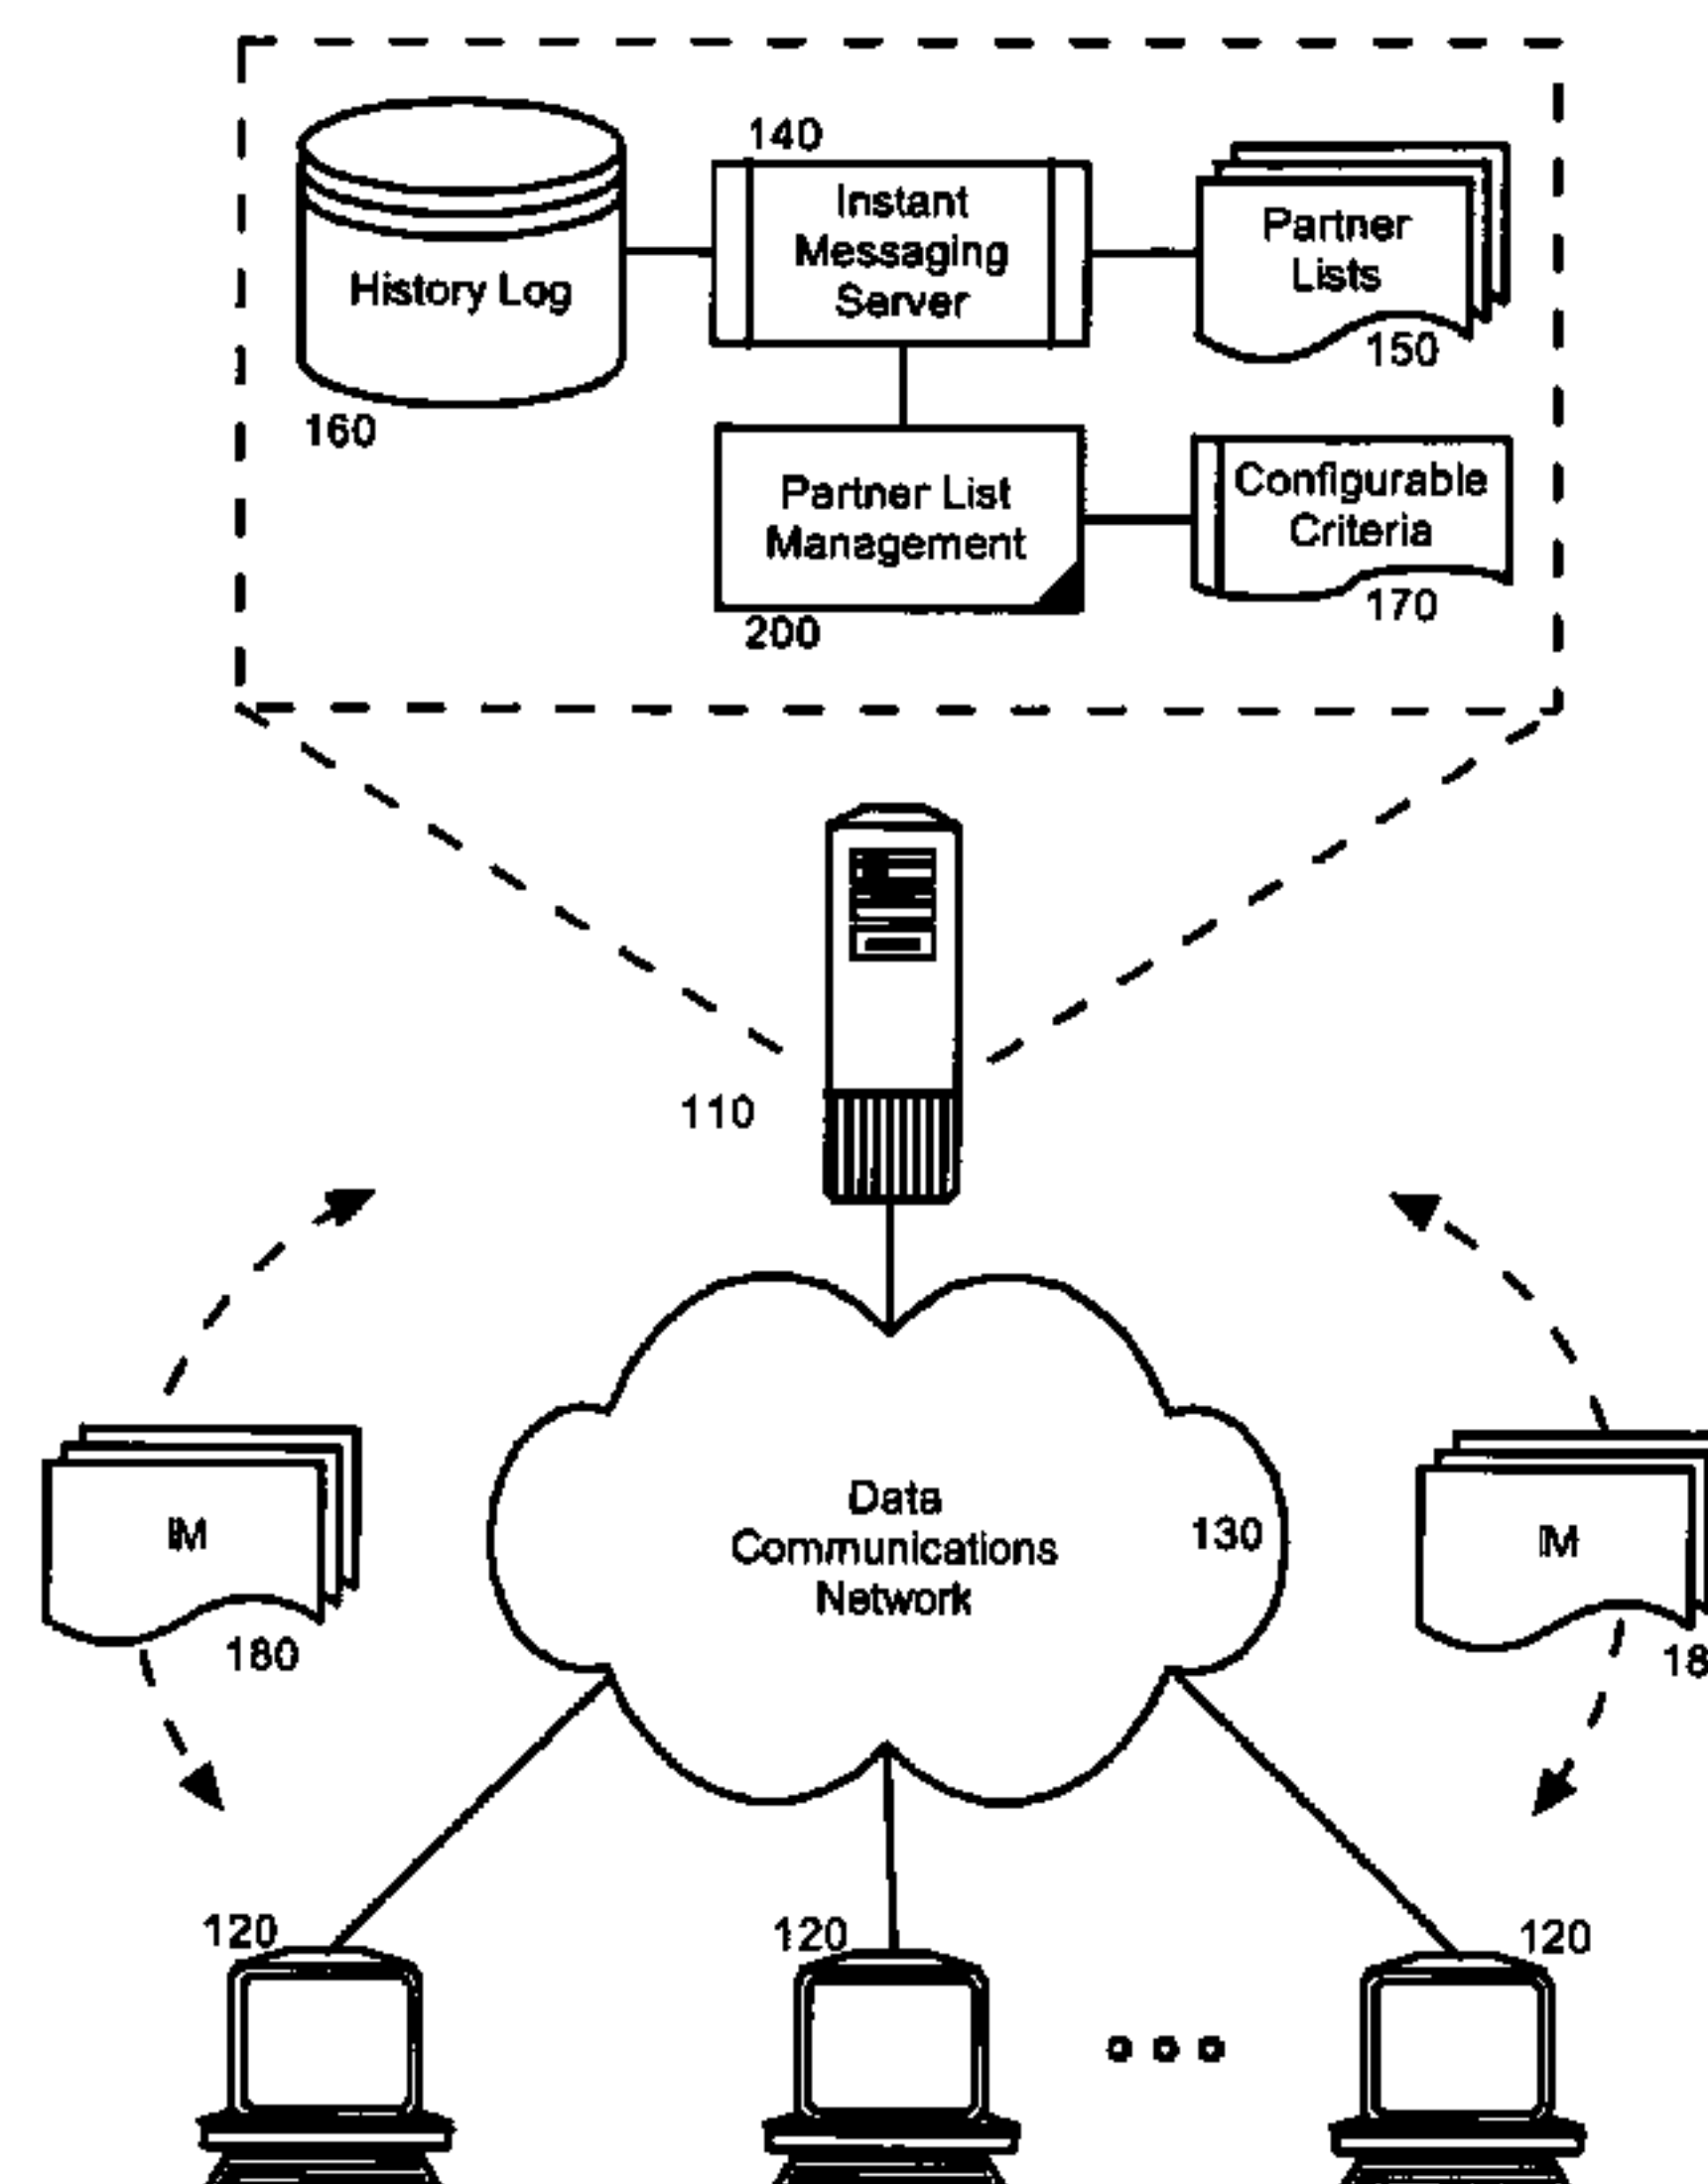 140
Instant
Messaging
Server
Partner
Lists
150
History Log
160
Partner List
Management
200
Configurable
Criteria
170
110
Data
Communications
Network
130
IM
180
IM
18
120
120
120